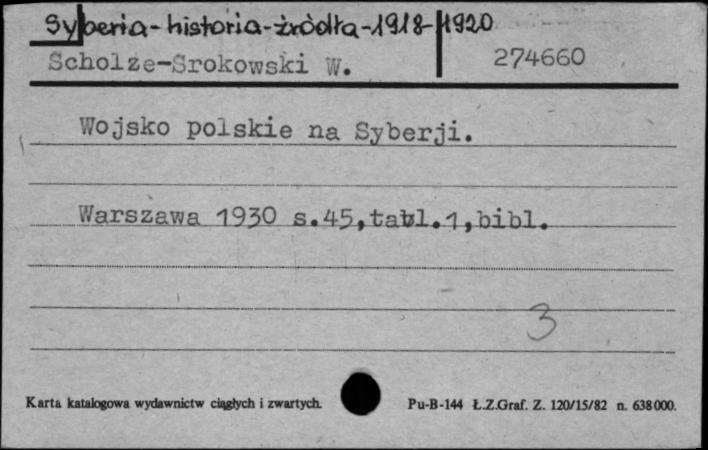 Syberia-historia-źródła-1918-1920
Scholze-Srokowski W.
274660
Wojsko polskie na Syberji.
Warszawa 1930 s.45,tabl.1,bibl.
3
Karta katalogowa wydawnictw ciągłych i zwartych.
Pu-B-144 Ł.Z.Graf. Z. 120/15/82 n. 638000.